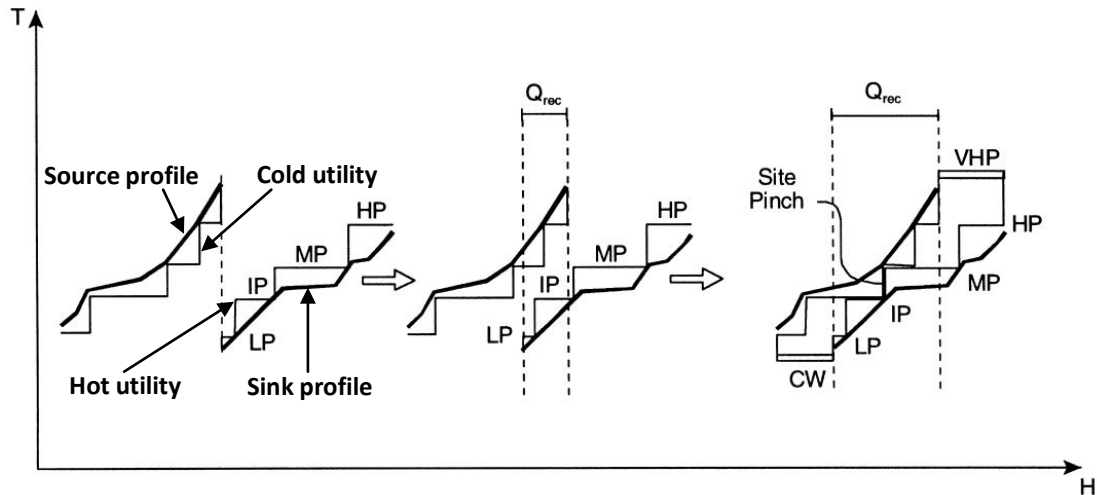 T
Q_rec
Q_rec
VHP
Source profile
Cold utility
Site
Pinch
HP
HP
HP
MP
MP
MP
IP
IP
IP
LP
LP
LP
CW
Hot utility
Sink profile
H